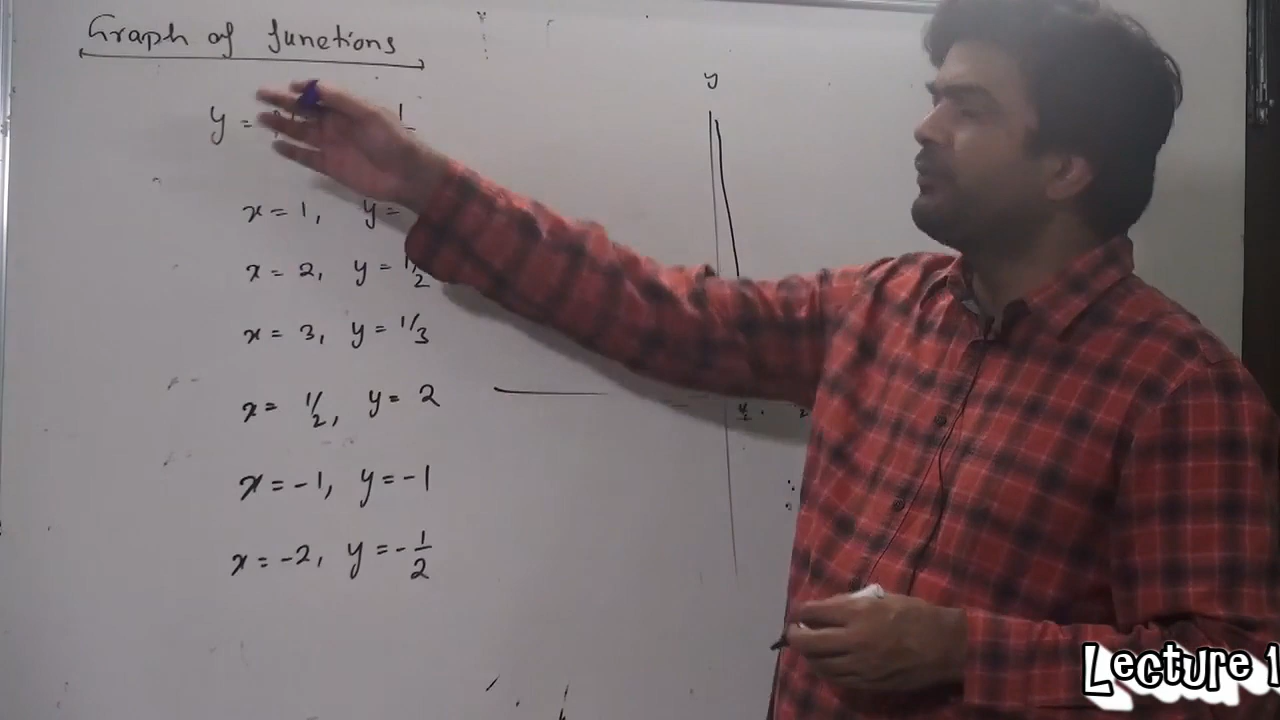 Graph of functions
y =
x = 1, y =
x = 2, y = 1/2
x = 3, y = 1/3
x = 1/2, y = 2
x = -1, y = -1
x = -2, y = -1/2
y
Lecture 1